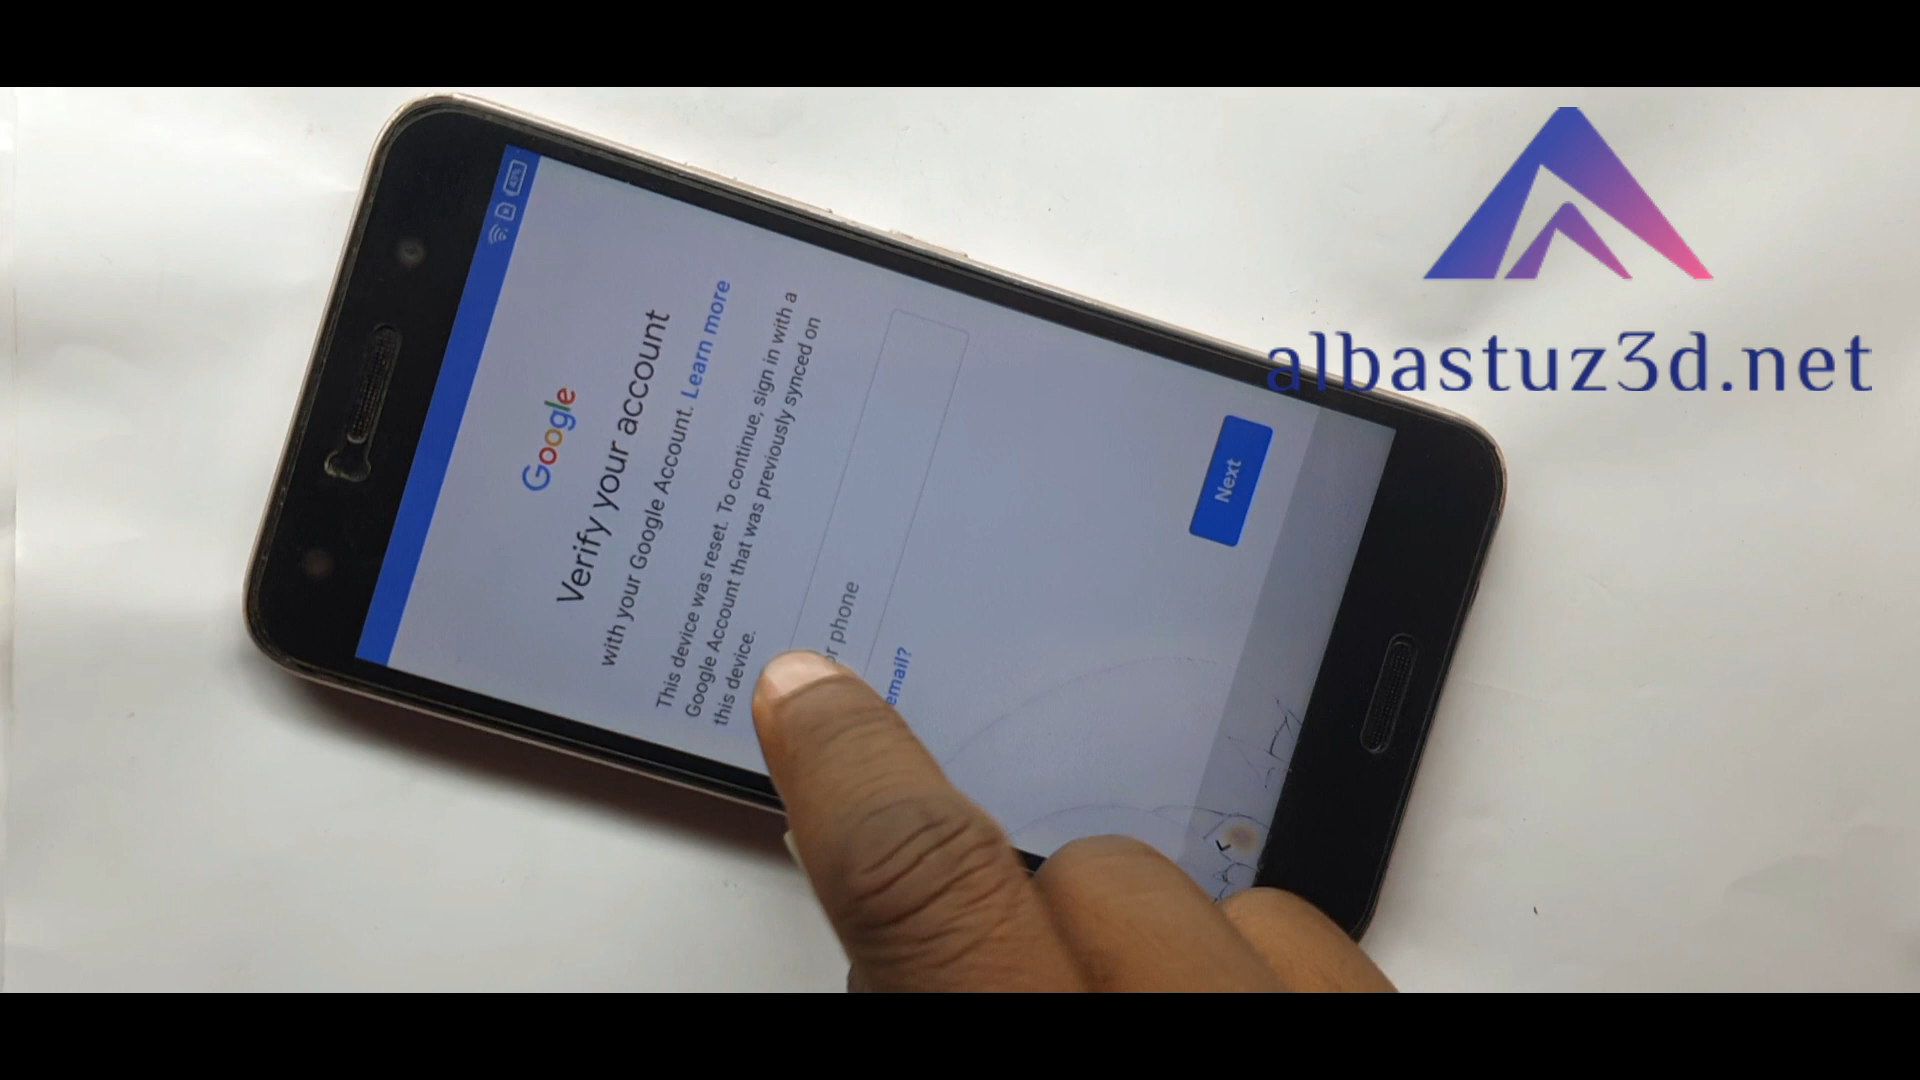 Google
Verify your account
with your Google Account. Learn more
This device was reset. To continue, sign in with a
Google Account that was previously synced on
this device.
phone
email?
Next
albastuz3d.net